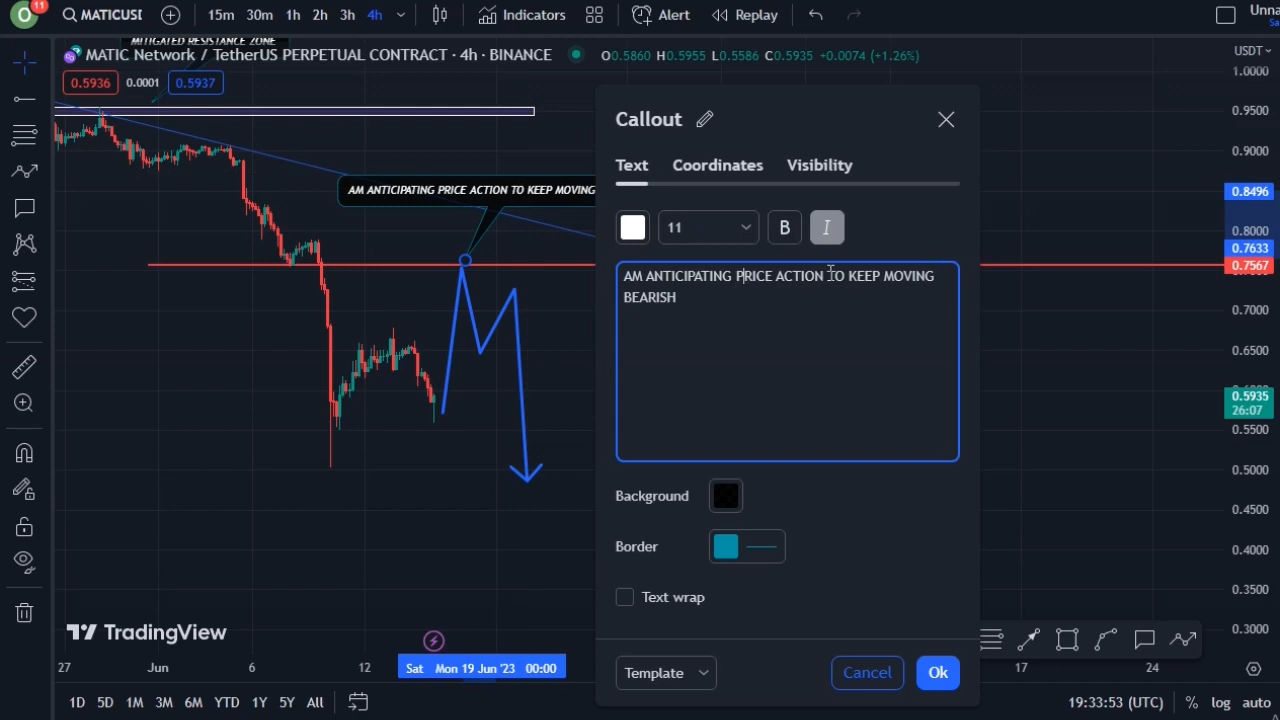 11
MATICUSI
15m 30m 1h 2h 3h 4h
Indicators
Alert
Replay
Unna
Sa
MITIGATED RESISTANCE ZONE
MATIC Network / TetherUS PERPETUAL CONTRACT · 4h · BINANCE
O0.5860 H0.5955 L0.5586 C0.5935 +0.0074 (+1.26%)
USDT
0.5936 0.0001 0.5937
AM ANTICIPATING PRICE ACTION TO KEEP MOVING
Callout
Text Coordinates Visibility
11
B I
AM ANTICIPATING PRICE ACTION TO KEEP MOVING
BEARISH
Background
Border
Text wrap
Template
Cancel
Ok
1.0000
0.9500
0.9000
0.8496
0.8000
0.7633
0.7567
0.7000
0.6500
0.5935
26:07
0.5500
0.5000
0.4500
0.4000
0.3500
0.3000
TradingView
27 Jun 6 12 Sat Mon 19 Jun '23 00:00 17 24
1D 5D 1M 3M 6M YTD 1Y 5Y All
19:33:53 (UTC) % log auto